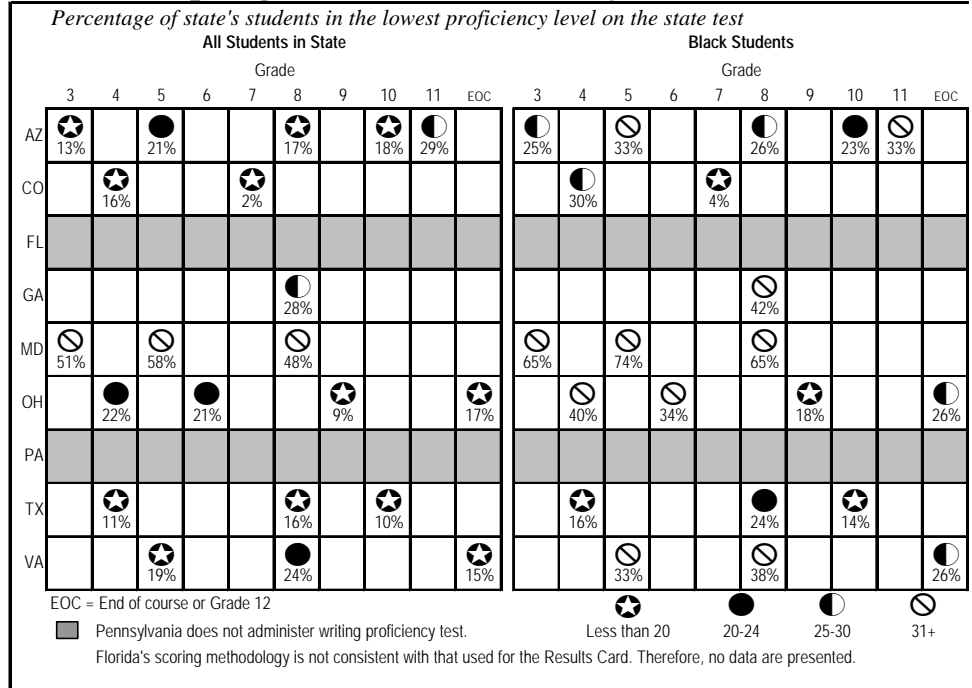 Percentage of state's students in the lowest proficiency level on the state test
All Students in State Black Students
Grade Grade
3 4 5 6 7 8 9 10 11 EOC 3 4 5 6 7 8 9 10 11 EOC
AZ 13% 21% 17% 18% 29% 25% 33% 26% 23% 33%
CO 16% 2% 30% 4%
FL
GA 28% 42%
MD 51% 58% 48% 65% 74% 65%
OH 22% 21% 9% 17% 40% 34% 18% 26%
PA
TX 11% 16% 10% 16% 24% 14%
VA 19% 24% 15% 33% 38% 26%
EOC = End of course or Grade 12
Pennsylvania does not administer writing proficiency test. Less than 20 20-24 25-30 31+
Florida's scoring methodology is not consistent with that used for the Results Card. Therefore, no data are presented.